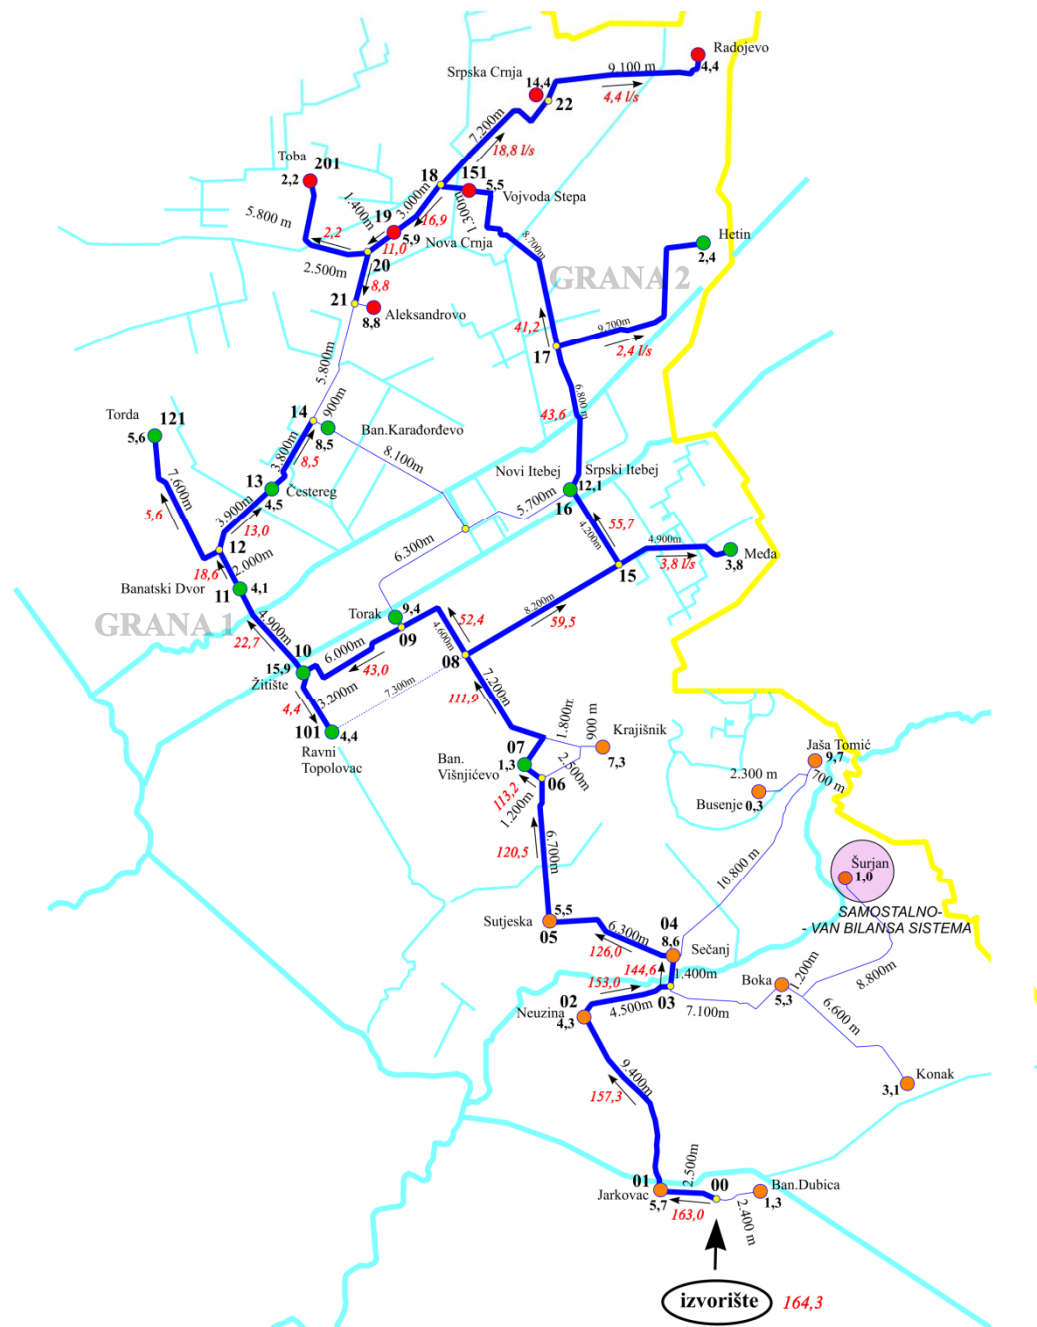 Radojevo
4,4
9.100 m
4,4 l/s
Srpska Crnja
14,4
22
7.200m
18,8 l/s
Toba
201
2,2
18
151
5,5
Vojvoda Stepa
1.300m
3.000m
16,9
1.400m
19
5,9
Nova Crnja
11,0
5.800 m
2,2
2.500m
20
8,8
21
8,8
Aleksandrovo
8.700m
GRANA 2
Hetin
2,4
41,2
9.700m
2,4 l/s
17
6.800 m
43,6
5.800m
14
900m
Ban.Karađorđevo
8,5
Torda
121
5,6
3.800m
8,5
8.100m
Novi Itebej
Srpski Itebej
12,1
16
5.700m
13
Čestereg
4,5
7.600m
5,6
3.900m
13,0
12
2.000m
18,6
6.300m
55,7
4.200m
4.900m
3,8 l/s
Međa
3,8
15
Banatski Dvor
11
4,1
GRANA 1
4.900m
22,7
Torak
9,4
09
52,4
4.600m
8.200m
59,5
10
6.000m
43,0
08
15,9
Žitište
3.200m
4,4
7.300m
7.200m
111,9
101
4,4
Ravni
Topolovac
07
Ban.
Višnjićevo
1,3
1.800m
900 m
Krajišnik
7,3
2.500m
06
113,2
1.200m
Jaša Tomić
9,7
2.300 m
700 m
Busenje
0,3
120,5
6.700m
10.800 m
Šurjan
1,0
SAMOSTALNO-
- VAN BILANSA SISTEMA
Sutjeska
5,5
05
6.300m
126,0
04
8,6
Sečanj
144,6
1.400m
153,0
02
Neuzina
4,3
4.500m
03
7.100m
Boka
5,3
1.200m
8.800m
6.600 m
Konak
3,1
9.400m
157,3
01
Jarkovac
5,7
2.500m
00
163,0
2.400 m
Ban.Dubica
1,3
izvorište
164,3